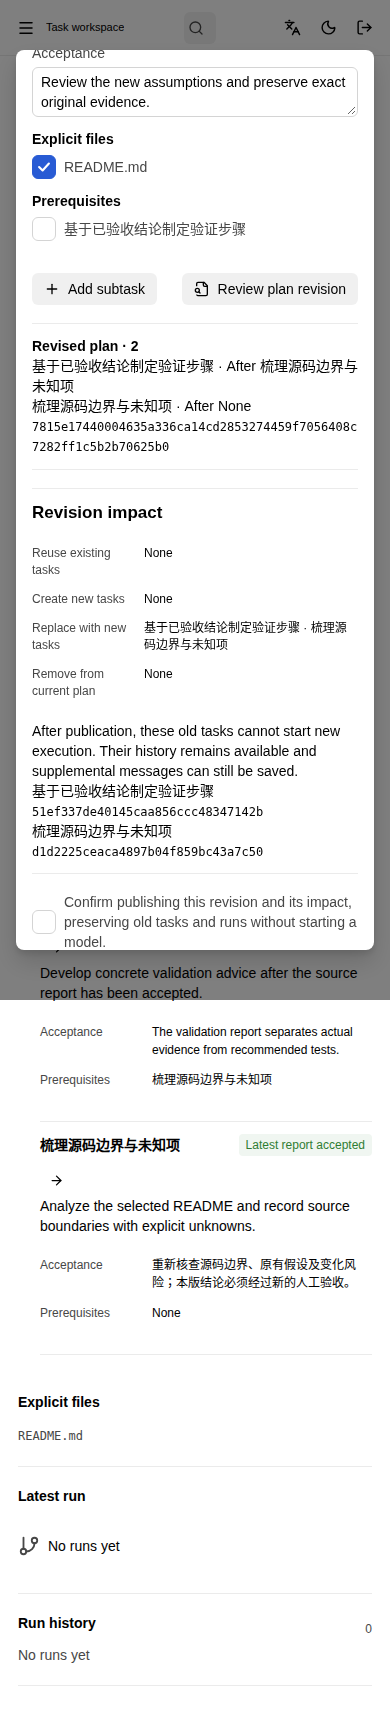 Task workspace
Acceptance
Review the new assumptions and preserve exact
original evidence.
Explicit files
README.md
Prerequisites
基于已验收结论制定验证步骤
Add subtask
Review plan revision
Revised plan · 2
基于已验收结论制定验证步骤 · After 梳理源码边界与
未知项
梳理源码边界与未知项 · After None
7815e17440004635a336ca14cd2853274459f7056408c
7282ff1c5b2b70625b0
Revision impact
Reuse existing
tasks
None
Create new tasks
None
Replace with new
tasks
基于已验收结论制定验证步骤 · 梳理源
码边界与未知项
Remove from
current plan
None
After publication, these old tasks cannot start new
execution. Their history remains available and
supplemental messages can still be saved.
基于已验收结论制定验证步骤
51ef337de40145caa856ccc48347142b
梳理源码边界与未知项
d1d2225ceaca4897b04f859bc43a7c50
Confirm publishing this revision and its impact,
preserving old tasks and runs without starting a
model.
Develop concrete validation advice after the source
report has been accepted.
Acceptance
The validation report separates actual
evidence from recommended tests.
Prerequisites
梳理源码边界与未知项
梳理源码边界与未知项
Latest report accepted
Analyze the selected README and record source
boundaries with explicit unknowns.
Acceptance
重新核查源码边界、原有假设及变化风
险；本版结论必须经过新的人工验收。
Prerequisites
None
Explicit files
README.md
Latest run
No runs yet
Run history
0
No runs yet